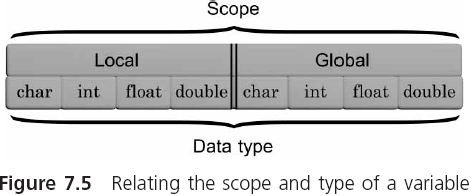 Scope
Local Global
char int float double char int float double
Data type
Figure 7.5 Relating the scope and type of a variable